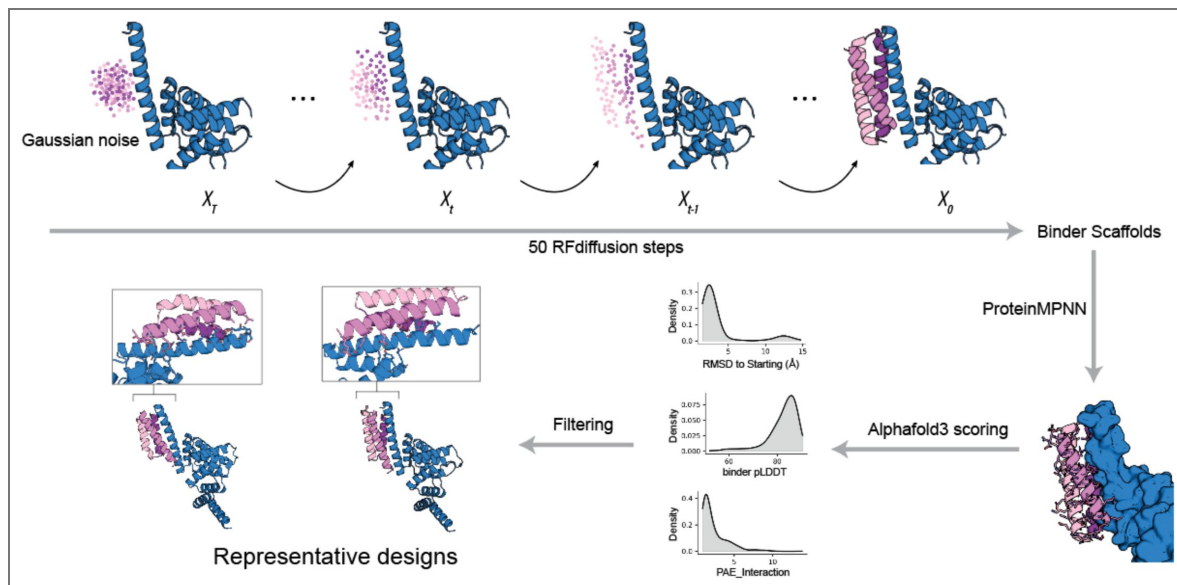 Gaussian noise
...
...
X_T
X_t
X_{t-1}
X_0
50 RFdiffusion steps
Binder Scaffolds
ProteinMPNN
Density
0.3
0.2
0.1
0.0
5
10
15
RMSD to Starting (Å)
Density
0.075
0.050
0.025
0.000
60
80
binder pLDDT
Density
0.4
0.2
0.0
5
10
PAE_Interaction
Alphafold3 scoring
Filtering
Representative designs